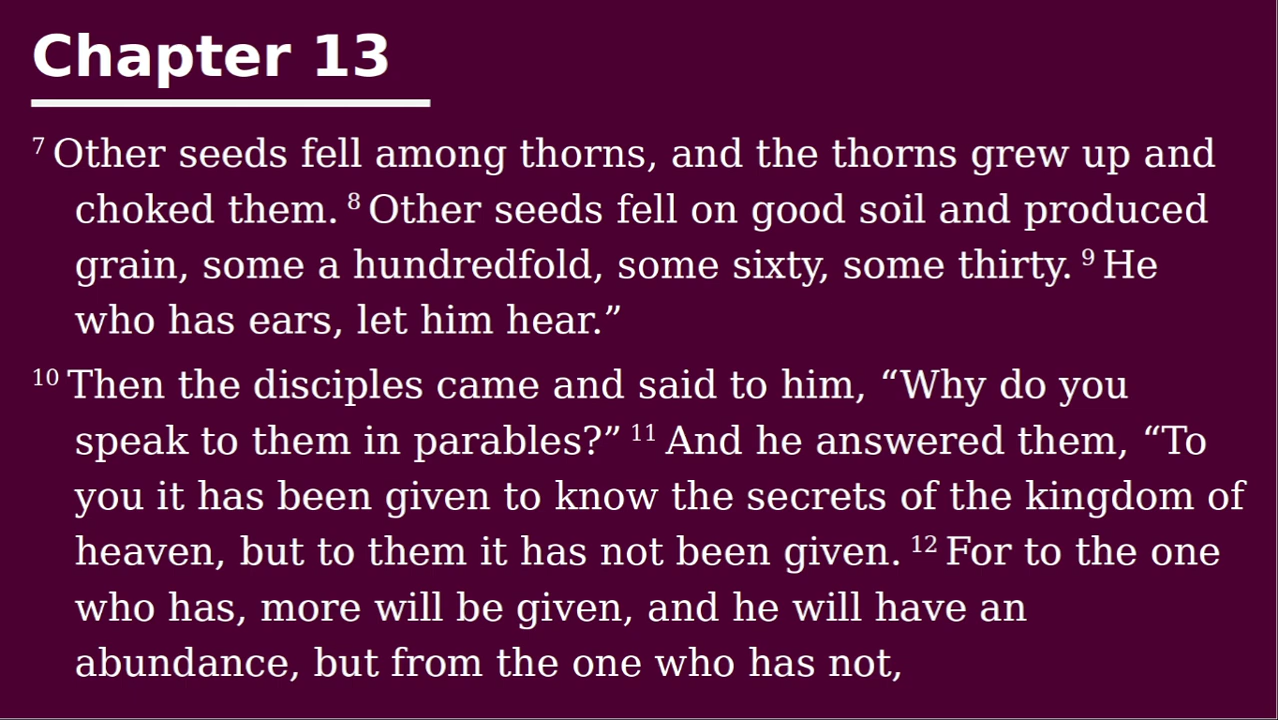 Chapter 13
7 Other seeds fell among thorns, and the thorns grew up and
choked them. 8 Other seeds fell on good soil and produced
grain, some a hundredfold, some sixty, some thirty. 9 He
who has ears, let him hear.”
10 Then the disciples came and said to him, “Why do you
speak to them in parables?” 11 And he answered them, “To
you it has been given to know the secrets of the kingdom of
heaven, but to them it has not been given. 12 For to the one
who has, more will be given, and he will have an
abundance, but from the one who has not,